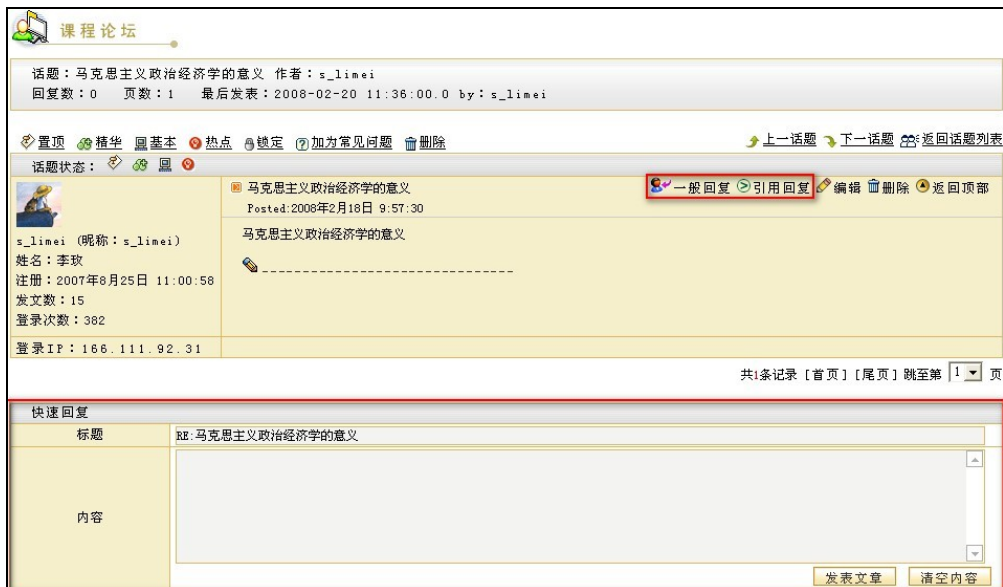 课程论坛
话题：马克思主义政治经济学的意义 作者：s_limei
回复数：0 页数：1 最后发表：2008-02-20 11:36:00.0 by：s_limei
置顶 精华 基本 热点 锁定 加为常见问题 删除 上一话题 下一话题 返回话题列表
话题状态：
马克思主义政治经济学的意义 一般回复 引用回复 编辑 删除 返回顶部
Posted:2008年2月18日 9:57:30
马克思主义政治经济学的意义
s_limei (昵称：s_limei)
姓名：李玫
注册：2007年8月25日 11:00:58
发文数：15
登录次数：382
登录IP：166.111.92.31
共1条记录 [首页] [尾页] 跳至第 1 页
快速回复
标题 RE:马克思主义政治经济学的意义
内容
发表文章 清空内容